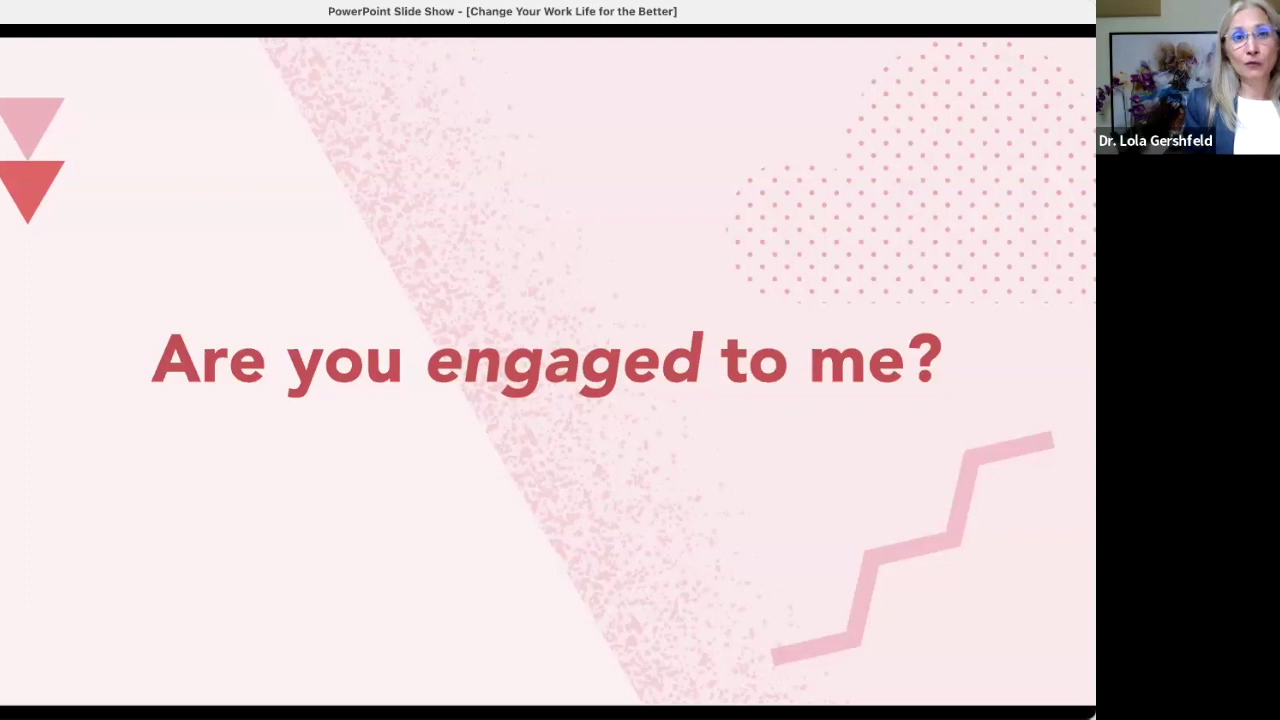 PowerPoint Slide Show - [Change Your Work Life for the Better]
Dr. Lola Gershfeld
Are you engaged to me?